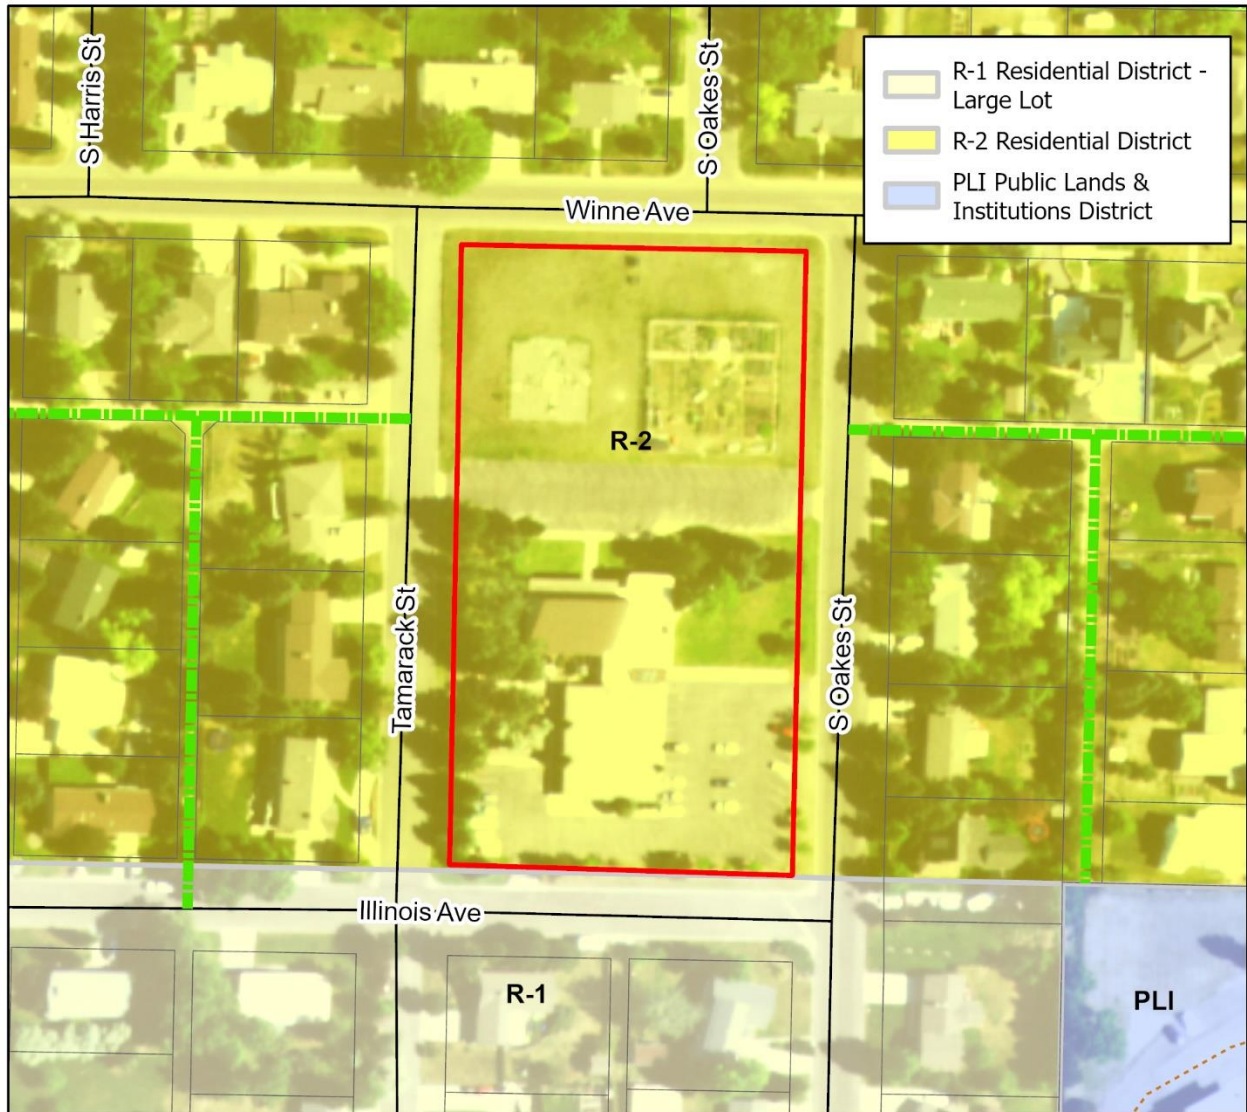 S Harris St
S Oakes St
R-1 Residential District -
Large Lot
R-2 Residential District
PLI Public Lands &
Institutions District
Winne Ave
R-2
Tamarack St
S Oakes St
Illinois Ave
R-1
PLI